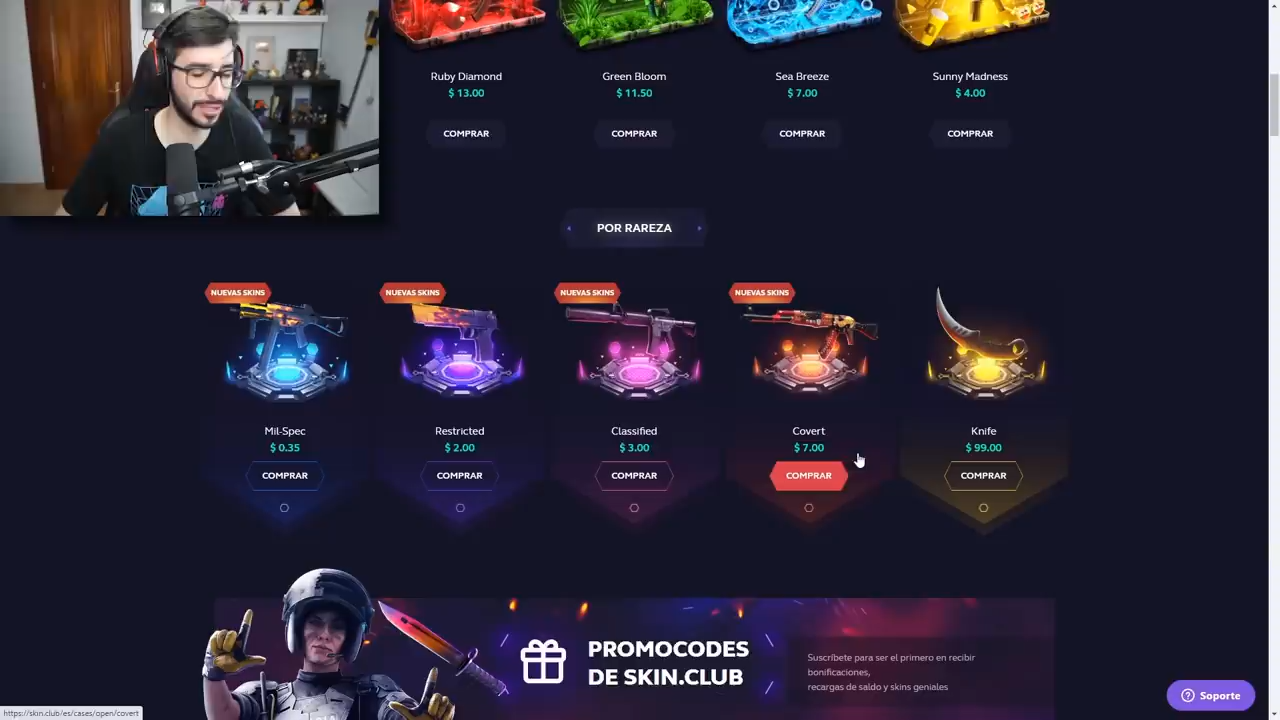 Ruby Diamond
$ 13.00
COMPRAR
Green Bloom
$ 11.50
COMPRAR
Sea Breeze
$ 7.00
COMPRAR
Sunny Madness
$ 4.00
COMPRAR
POR RAREZA
NUEVAS SKINS
Mil-Spec
$ 0.35
COMPRAR
NUEVAS SKINS
Restricted
$ 2.00
COMPRAR
NUEVAS SKINS
Classified
$ 3.00
COMPRAR
NUEVAS SKINS
Covert
$ 7.00
COMPRAR
Knife
$ 99.00
COMPRAR
PROMOCODES
DE SKIN.CLUB
Suscríbete para ser el primero en recibir
bonificaciones,
recargas de saldo y skins geniales
Soporte
https://skin.club/es/cases/open/covert